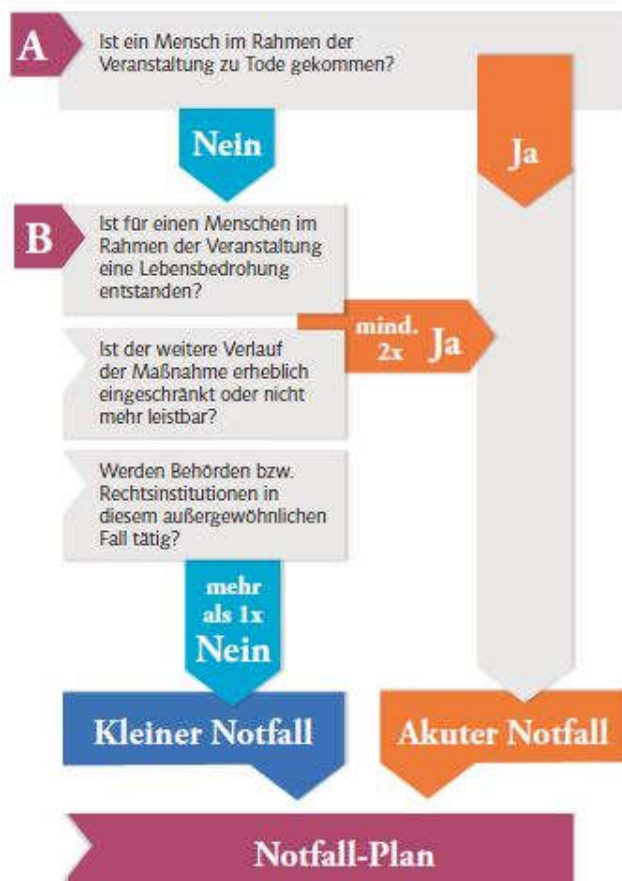 A
Ist ein Mensch im Rahmen der
Veranstaltung zu Tode gekommen?
Nein
Ja
B
Ist für einen Menschen im
Rahmen der Veranstaltung
eine Lebensbedrohung
entstanden?
mind.
2x Ja
Ist der weitere Verlauf
der Maßnahme erheblich
eingeschränkt oder nicht
mehr leistbar?
Werden Behörden bzw.
Rechtsinstitutionen in
diesem außergewöhnlichen
Fall tätig?
mehr
als 1x
Nein
Kleiner Notfall
Akuter Notfall
Notfall-Plan